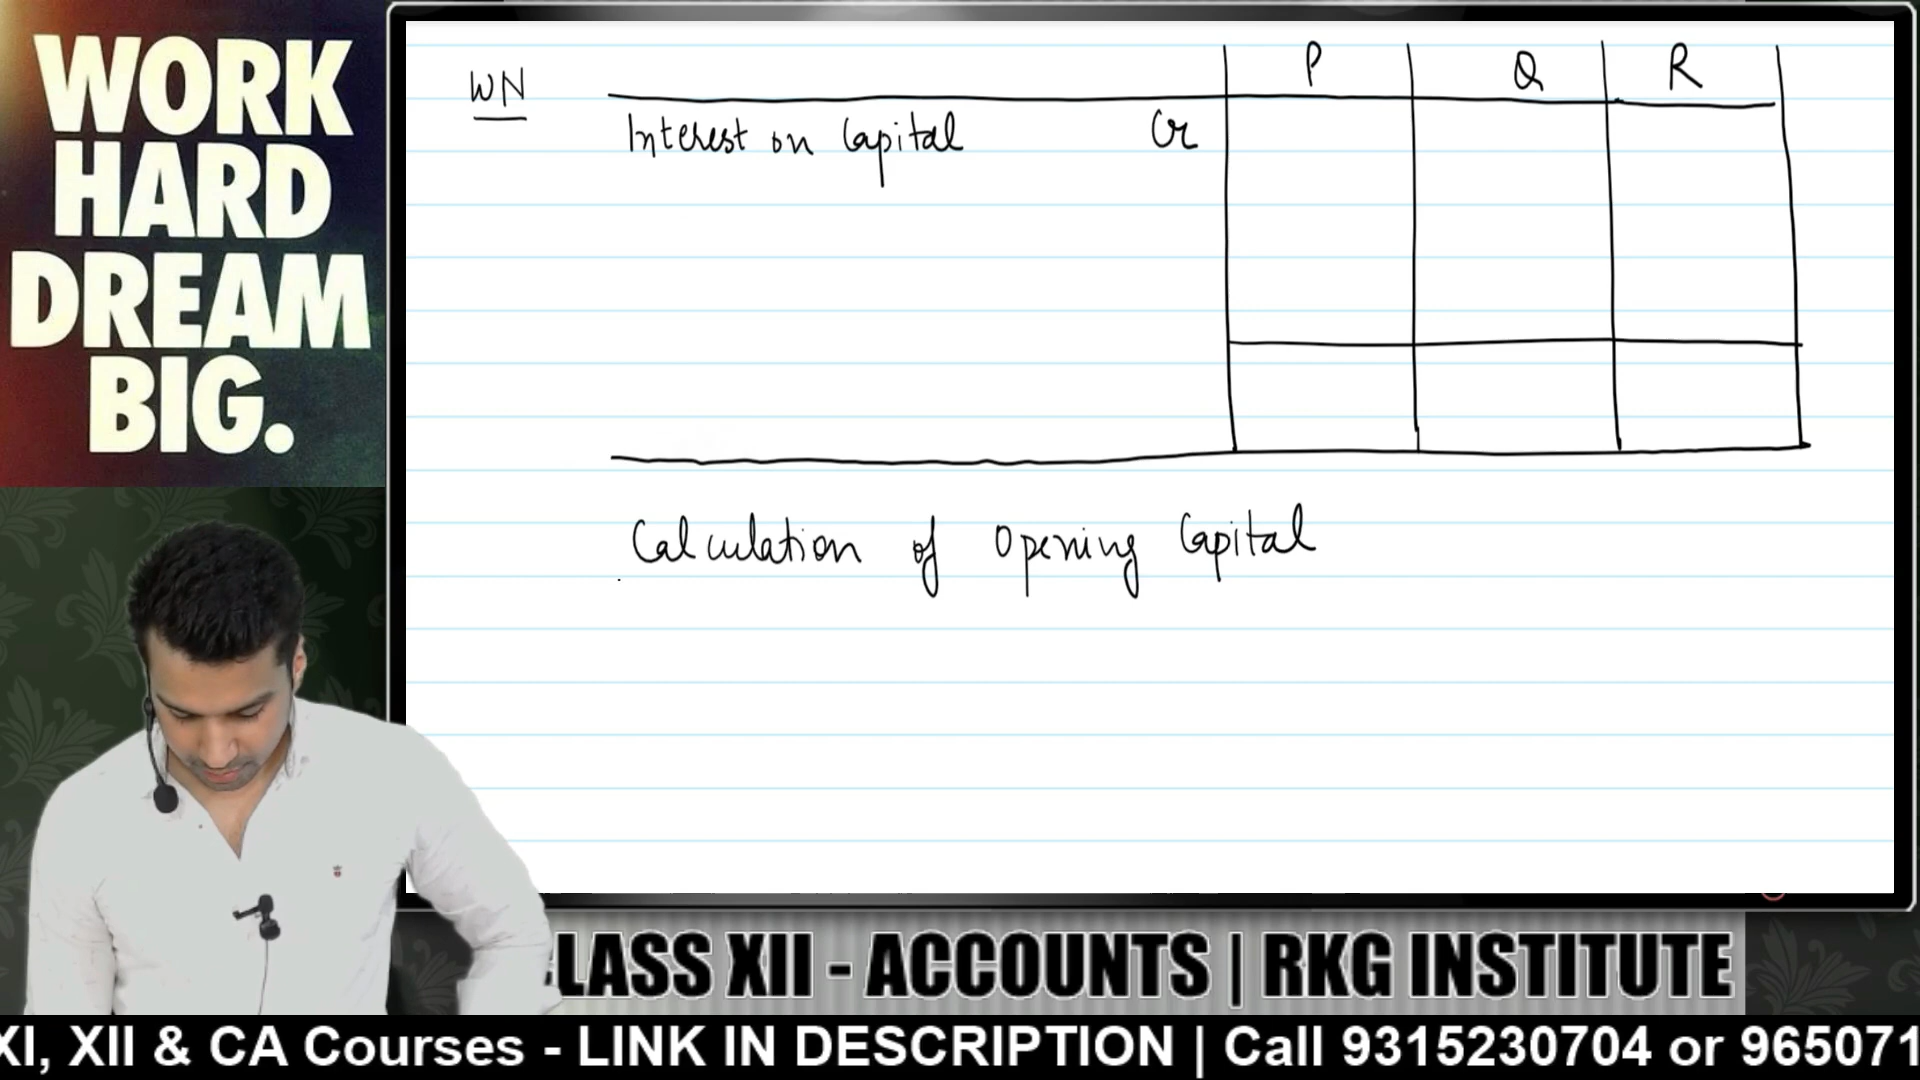 WORK
HARD
DREAM
BIG.
WN
P Q R
Interest on Capital Cr
Calculation of Opening Capital
LASS XII - ACCOUNTS | RKG INSTITUTE
XI, XII & CA Courses - LINK IN DESCRIPTION | Call 9315230704 or 965071